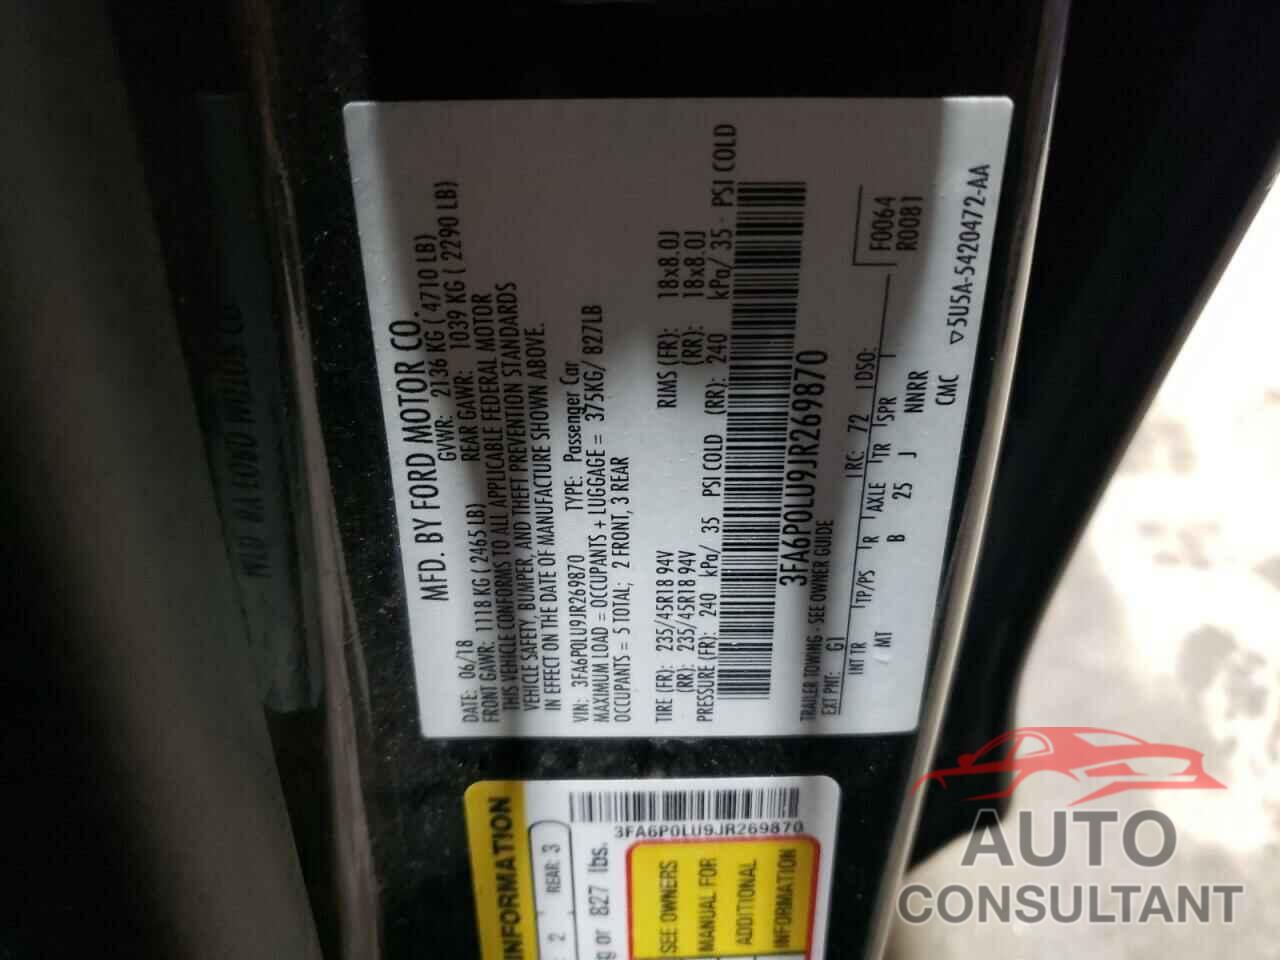 MFD. BY FORD MOTOR CO.
DATE: 06/18 GVWR: 2136 KG ( 4710 LB)
FRONT GAWR: 1118 KG ( 2465 LB) REAR GAWR: 1039 KG ( 2290 LB)
THIS VEHICLE CONFORMS TO ALL APPLICABLE FEDERAL MOTOR
VEHICLE SAFETY, BUMPER, AND THEFT PREVENTION STANDARDS
IN EFFECT ON THE DATE OF MANUFACTURE SHOWN ABOVE.
VIN: 3FA6P0LU9JR269870 TYPE: Passenger Car
MAXIMUM LOAD = OCCUPANTS + LUGGAGE = 375KG/ 827LB
OCCUPANTS = 5 TOTAL; 2 FRONT, 3 REAR
TIRE (FR): 235/45R18 94V RIMS (FR): 18x8.0J
(RR): 235/45R18 94V (RR): 18x8.0J
PRESSURE (FR): 240 kPa/ 35 PSI COLD (RR): 240 kPa/ 35 PSI COLD
3FA6P0LU9JR269870
TRAILER TOWING - SEE OWNER GUIDE
EXT PNT: G1 RC: 72 DSO: F0064
R0081
INT TR TP/PS R AXLE TR SPR
MT B 25 J NNRR
CMC
▽5U5A-5420472-AA
INFORMATION
2 REAR: 3
or 827 lbs.
3FA6P0LU9JR269870
SEE OWNERS
MANUAL FOR
ADDITIONAL
INFORMATION
AUTO
CONSULTANT